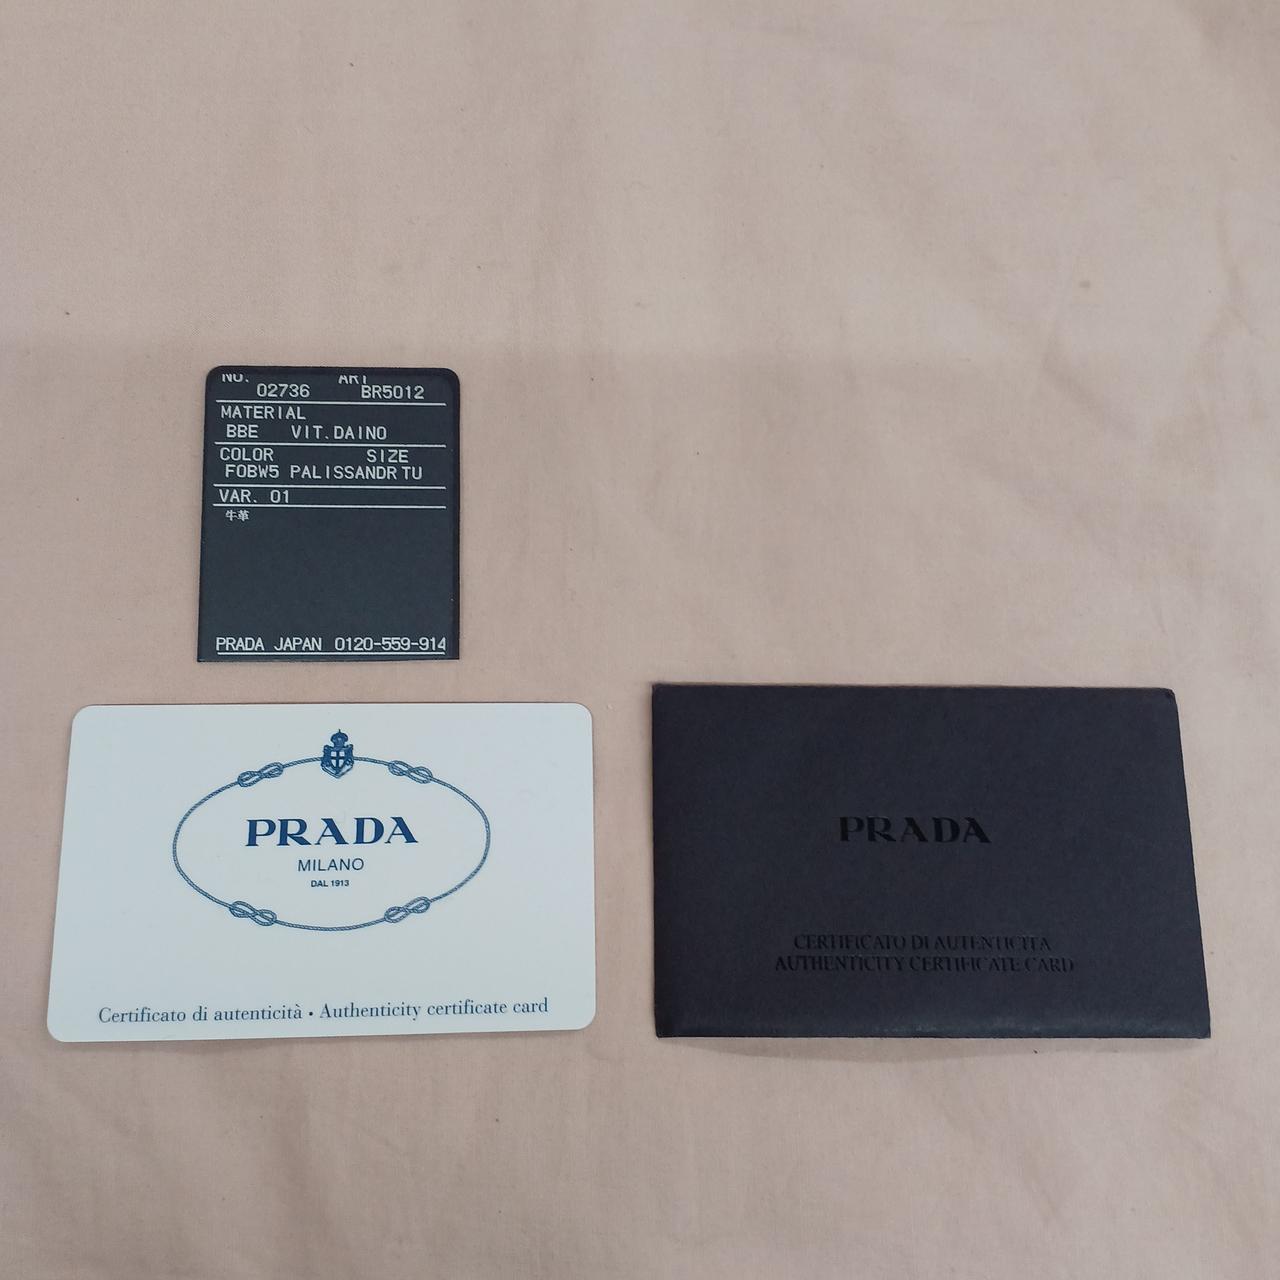 NO. ART
02736 BR5012
MATERIAL
BBE VIT.DAINO
COLOR SIZE
F0BW5 PALISSANDR TU
VAR. 01
牛革
PRADA JAPAN 0120-559-914
PRADA
MILANO
DAL 1913
Certificato di autenticità • Authenticity certificate card
PRADA
CERTIFICATO DI AUTENTICITÀ
AUTHENTICITY CERTIFICATE CARD